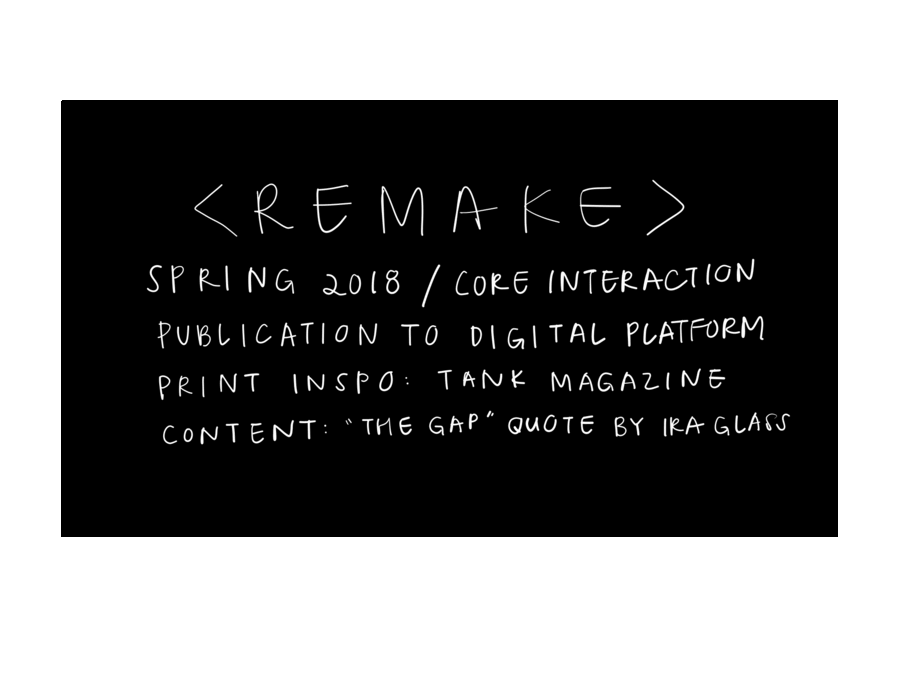 <REMAKE>
SPRING 2018 / CORE INTERACTION
PUBLICATION TO DIGITAL PLATFORM
PRINT INSPO: TANK MAGAZINE
CONTENT: "THE GAP" QUOTE BY IRA GLASS